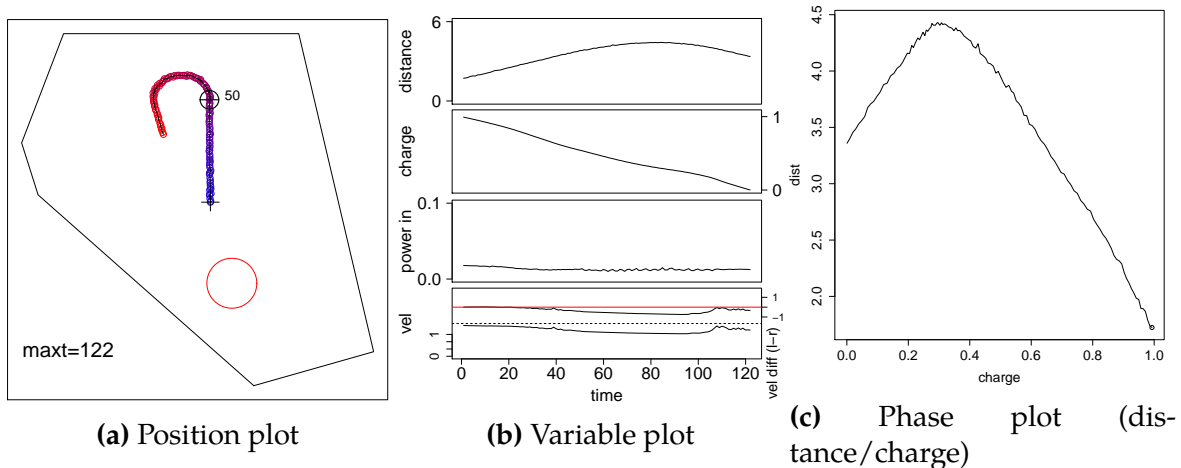 50
maxt=122
(a) Position plot
distance
0
6
charge
0
1
power in
0.0
0.1
vel
0
1
vel diff (l−r)
−1
1
0 20 40 60 80 100 120
time
(b) Variable plot
dist
4.5
4.0
3.5
3.0
2.5
2.0
0.0 0.2 0.4 0.6 0.8 1.0
charge
(c) Phase plot (dis-
tance/charge)